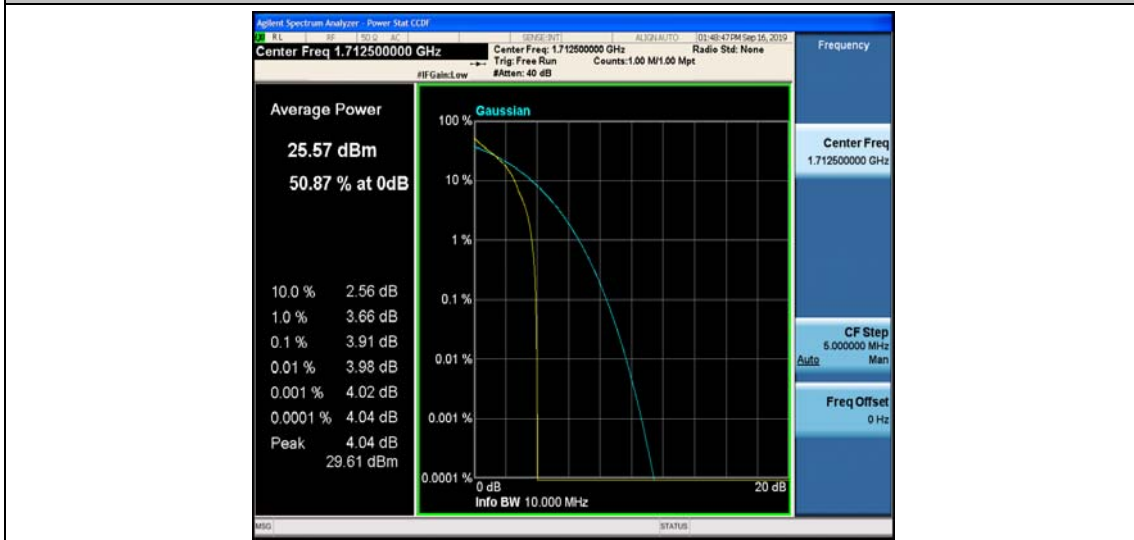 Agilent Spectrum Analyzer - Power Stat CCDF
RL RF 50 Ω AC SENSE:INT ALIGNAUTO 01:48:47 PM Sep 16, 2019
Center Freq 1.712500000 GHz
Center Freq: 1.712500000 GHz Radio Std: None
Trig: Free Run Counts:1.00 M/1.00 Mpt
#IFGain:Low #Atten: 40 dB
Frequency
Average Power
25.57 dBm
50.87 % at 0dB
10.0 % 2.56 dB
1.0 % 3.66 dB
0.1 % 3.91 dB
0.01 % 3.98 dB
0.001 % 4.02 dB
0.0001 % 4.04 dB
Peak 4.04 dB
29.61 dBm
Gaussian
100 %
10 %
1 %
0.1 %
0.01 %
0.001 %
0.0001 %
0 dB 20 dB
Info BW 10.000 MHz
Center Freq
1.712500000 GHz
CF Step
5.000000 MHz
Auto Man
Freq Offset
0 Hz
MSG STATUS